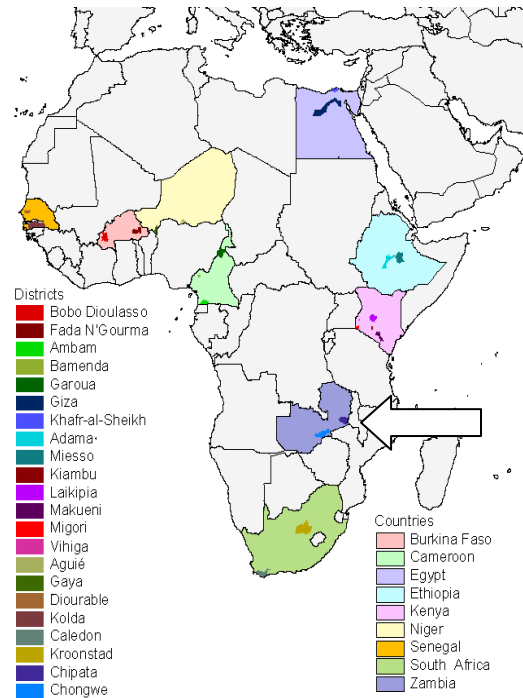 Districts
Bobo Dioulasso
Fada N'Gourma
Ambam
Bamenda
Garoua
Giza
Khafr-al-Sheikh
Adama-
Miesso
Kiambu
Laikipia
Makueni
Migori
Vihiga
Aguié
Gaya
Diourable
Kolda
Caledon
Kroonstad
Chipata
Chongwe
Countries
Burkina Faso
Cameroon
Egypt
Ethiopia
Kenya
Niger
Senegal
South Africa
Zambia